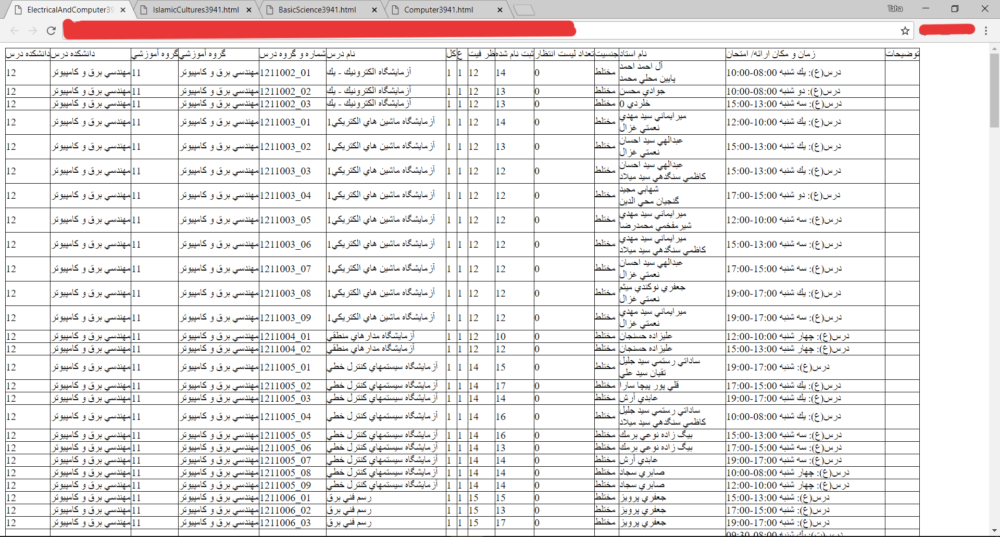 ElectricalAndComputer39
IslamicCultures3941.html
BasicScience3941.html
Computer3941.html
Taha
دانشكده درس دانشكده درس گروه آموزشي گروه آموزشي شماره و گروه درس نام درس كل ع ظر فيت ثبت نام شده تعداد ليست انتظار جنسيت نام استاد زمان و مكان ارائه/ امتحان توضيحات
12 مهندسي برق و كامپيوتر 11 مهندسي برق و كامپيوتر 1211002_01 آزمايشگاه الكترونيك - يك 1 1 12 14 0 مختلط آل احمد احمد پايين محلي محمد درس(ع): يك شنبه 08:00-10:00
12 مهندسي برق و كامپيوتر 11 مهندسي برق و كامپيوتر 1211002_02 آزمايشگاه الكترونيك - يك 1 1 12 13 0 مختلط جوادي محسن درس(ع): دو شنبه 08:00-10:00
12 مهندسي برق و كامپيوتر 11 مهندسي برق و كامپيوتر 1211002_03 آزمايشگاه الكترونيك - يك 1 1 12 13 0 مختلط خلردي 0 درس(ع): سه شنبه 13:00-15:00
12 مهندسي برق و كامپيوتر 11 مهندسي برق و كامپيوتر 1211003_01 آزمايشگاه ماشين هاي الكتريكي1 1 1 12 14 0 مختلط ميرايماني سيد مهدي نعمتي غزال درس(ع): يك شنبه 10:00-12:00
12 مهندسي برق و كامپيوتر 11 مهندسي برق و كامپيوتر 1211003_02 آزمايشگاه ماشين هاي الكتريكي1 1 1 12 13 0 مختلط عبدالهي سيد احسان نعمتي غزال درس(ع): يك شنبه 13:00-15:00
12 مهندسي برق و كامپيوتر 11 مهندسي برق و كامپيوتر 1211003_03 آزمايشگاه ماشين هاي الكتريكي1 1 1 12 12 0 مختلط عبدالهي سيد احسان كاظمي سنگدهي سيد ميلاد درس(ع): يك شنبه 13:00-15:00
12 مهندسي برق و كامپيوتر 11 مهندسي برق و كامپيوتر 1211003_04 آزمايشگاه ماشين هاي الكتريكي1 1 1 12 12 0 مختلط شهابي مجيد گنجيان محي الدين درس(ع): دو شنبه 15:00-17:00
12 مهندسي برق و كامپيوتر 11 مهندسي برق و كامپيوتر 1211003_05 آزمايشگاه ماشين هاي الكتريكي1 1 1 12 12 0 مختلط ميرايماني سيد مهدي شيرمفخمي محمدرضا درس(ع): سه شنبه 10:00-12:00
12 مهندسي برق و كامپيوتر 11 مهندسي برق و كامپيوتر 1211003_06 آزمايشگاه ماشين هاي الكتريكي1 1 1 12 12 0 مختلط ميرايماني سيد مهدي كاظمي سنگدهي سيد ميلاد درس(ع): سه شنبه 13:00-15:00
12 مهندسي برق و كامپيوتر 11 مهندسي برق و كامپيوتر 1211003_07 آزمايشگاه ماشين هاي الكتريكي1 1 1 12 12 0 مختلط عبدالهي سيد احسان نعمتي غزال درس(ع): سه شنبه 15:00-17:00
12 مهندسي برق و كامپيوتر 11 مهندسي برق و كامپيوتر 1211003_08 آزمايشگاه ماشين هاي الكتريكي1 1 1 12 12 0 مختلط جعفري نوكندي ميثم نعمتي غزال درس(ع): يك شنبه 17:00-19:00
12 مهندسي برق و كامپيوتر 11 مهندسي برق و كامپيوتر 1211003_09 آزمايشگاه ماشين هاي الكتريكي1 1 1 12 12 0 مختلط ميرايماني سيد مهدي نعمتي غزال درس(ع): سه شنبه 17:00-19:00
12 مهندسي برق و كامپيوتر 11 مهندسي برق و كامپيوتر 1211004_01 آزمايشگاه مدارهاي منطقي 1 1 12 10 0 مختلط عليزاده حسنجان درس(ع): چهار شنبه 10:00-12:00
12 مهندسي برق و كامپيوتر 11 مهندسي برق و كامپيوتر 1211004_02 آزمايشگاه مدارهاي منطقي 1 1 12 12 0 مختلط عليزاده حسنجان درس(ع): چهار شنبه 13:00-15:00
12 مهندسي برق و كامپيوتر 11 مهندسي برق و كامپيوتر 1211005_01 آزمايشگاه سيستمهاي كنترل خطي 1 1 14 15 0 مختلط ساداتي رستمي سيد جليل تقيان سيد علي درس(ع): شنبه 17:00-19:00
12 مهندسي برق و كامپيوتر 11 مهندسي برق و كامپيوتر 1211005_02 آزمايشگاه سيستمهاي كنترل خطي 1 1 14 17 0 مختلط قلي پور پيچا سارا درس(ع): يك شنبه 15:00-17:00
12 مهندسي برق و كامپيوتر 11 مهندسي برق و كامپيوتر 1211005_03 آزمايشگاه سيستمهاي كنترل خطي 1 1 14 14 0 مختلط عابدي آرش درس(ع): يك شنبه 17:00-19:00
12 مهندسي برق و كامپيوتر 11 مهندسي برق و كامپيوتر 1211005_04 آزمايشگاه سيستمهاي كنترل خطي 1 1 14 16 0 مختلط ساداتي رستمي سيد جليل كاظمي سنگدهي سيد ميلاد درس(ع): يك شنبه 08:00-10:00
12 مهندسي برق و كامپيوتر 11 مهندسي برق و كامپيوتر 1211005_05 آزمايشگاه سيستمهاي كنترل خطي 1 1 14 16 0 مختلط بيگ زاده نوعي برمك درس(ع): سه شنبه 13:00-15:00
12 مهندسي برق و كامپيوتر 11 مهندسي برق و كامپيوتر 1211005_06 آزمايشگاه سيستمهاي كنترل خطي 1 1 14 13 0 مختلط بيگ زاده نوعي برمك درس(ع): سه شنبه 15:00-17:00
12 مهندسي برق و كامپيوتر 11 مهندسي برق و كامپيوتر 1211005_07 آزمايشگاه سيستمهاي كنترل خطي 1 1 14 14 0 مختلط عابدي آرش درس(ع): سه شنبه 17:00-19:00
12 مهندسي برق و كامپيوتر 11 مهندسي برق و كامپيوتر 1211005_08 آزمايشگاه سيستمهاي كنترل خطي 1 1 14 14 0 مختلط صابري سجاد درس(ع): چهار شنبه 08:00-10:00
12 مهندسي برق و كامپيوتر 11 مهندسي برق و كامپيوتر 1211005_09 آزمايشگاه سيستمهاي كنترل خطي 1 1 14 14 0 مختلط صابري سجاد درس(ع): چهار شنبه 10:00-12:00
12 مهندسي برق و كامپيوتر 11 مهندسي برق و كامپيوتر 1211006_01 رسم فني برق 1 1 15 15 0 مختلط جعفري پرويز درس(ع): شنبه 13:00-15:00
12 مهندسي برق و كامپيوتر 11 مهندسي برق و كامپيوتر 1211006_02 رسم فني برق 1 1 15 13 0 مختلط جعفري پرويز درس(ع): شنبه 15:00-17:00
12 مهندسي برق و كامپيوتر 11 مهندسي برق و كامپيوتر 1211006_03 رسم فني برق 1 1 15 17 0 مختلط جعفري پرويز درس(ع): شنبه 17:00-19:00
درس(ت): يك شنبه 08:00-09:30